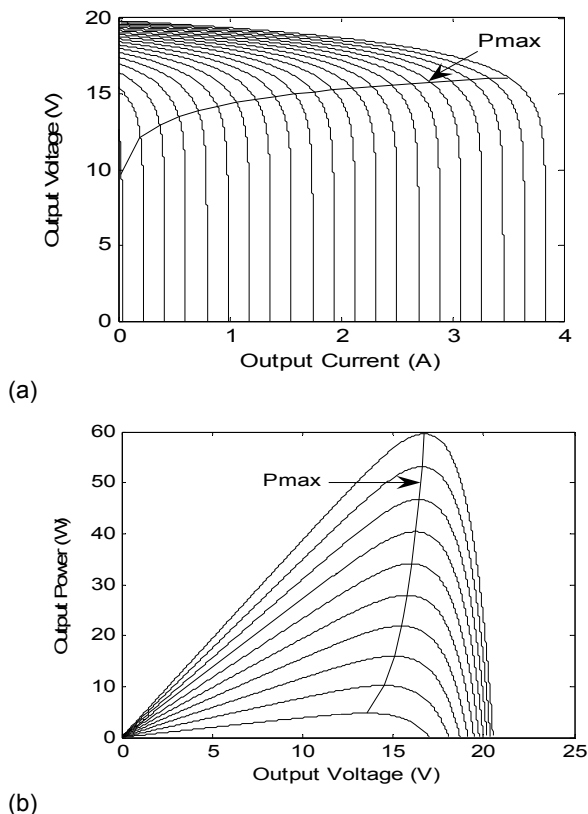 20
15
10
5
0
Output Voltage (V)
Pmax
0 1 2 3 4
Output Current (A)
(a)
60
50
40
30
20
10
0
Output Power (W)
Pmax
0 5 10 15 20 25
Output Voltage (V)
(b)